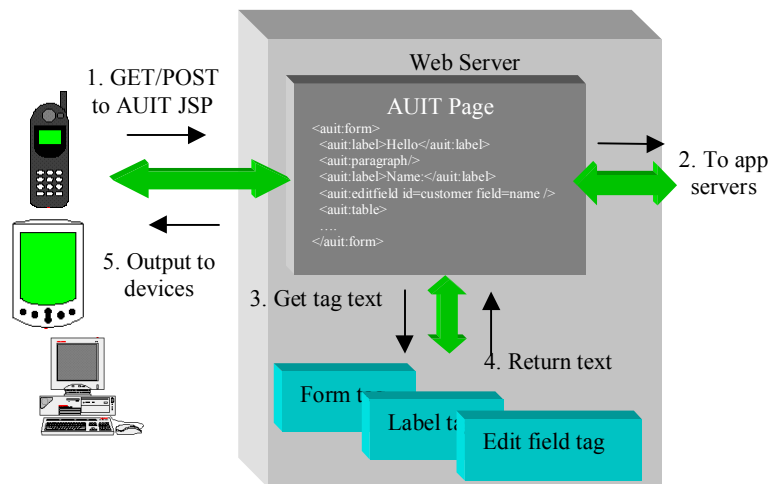 Web Server
1. GET/POST
to AUIT JSP
AUIT Page
<auit:form>
<auit:label>Hello</auit:label>
<auit:paragraph/>
<auit:label>Name:</auit:label>
<auit:editfield id=customer field=name />
<auit:table>
....
</auit:form>
2. To app
servers
5. Output to
devices
3. Get tag text
4. Return text
Form
Label
Edit field tag